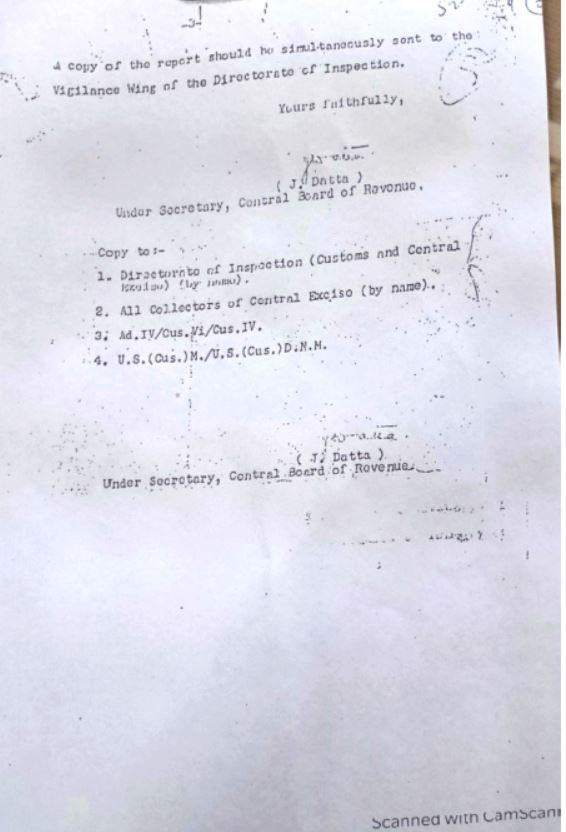 -3-
A copy of the report should be simultaneously sent to the
Vigilance Wing of the Directorate of Inspection.
Yours faithfully,
( J. Datta )
Under Secretary, Central Board of Revenue.
Copy to :-
1. Directorate of Inspection (Customs and Central
Excise) (by name).
2. All Collectors of Central Excise (by name).
3. Ad.IV/Cus.VI/Cus.IV.
4. U.S.(Cus.)M./U.S.(Cus.)D.N.M.
( J. Datta )
Under Secretary, Central Board of Revenue.
Scanned with CamScann